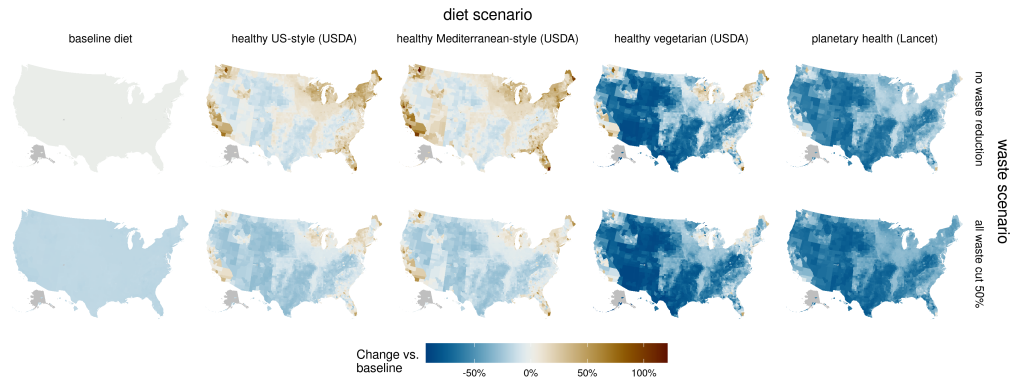 diet scenario
baseline diet
healthy US-style (USDA)
healthy Mediterranean-style (USDA)
healthy vegetarian (USDA)
planetary health (Lancet)
no waste reduction
waste scenario
all waste cut 50%
Change vs.
baseline
-50%
0%
50%
100%